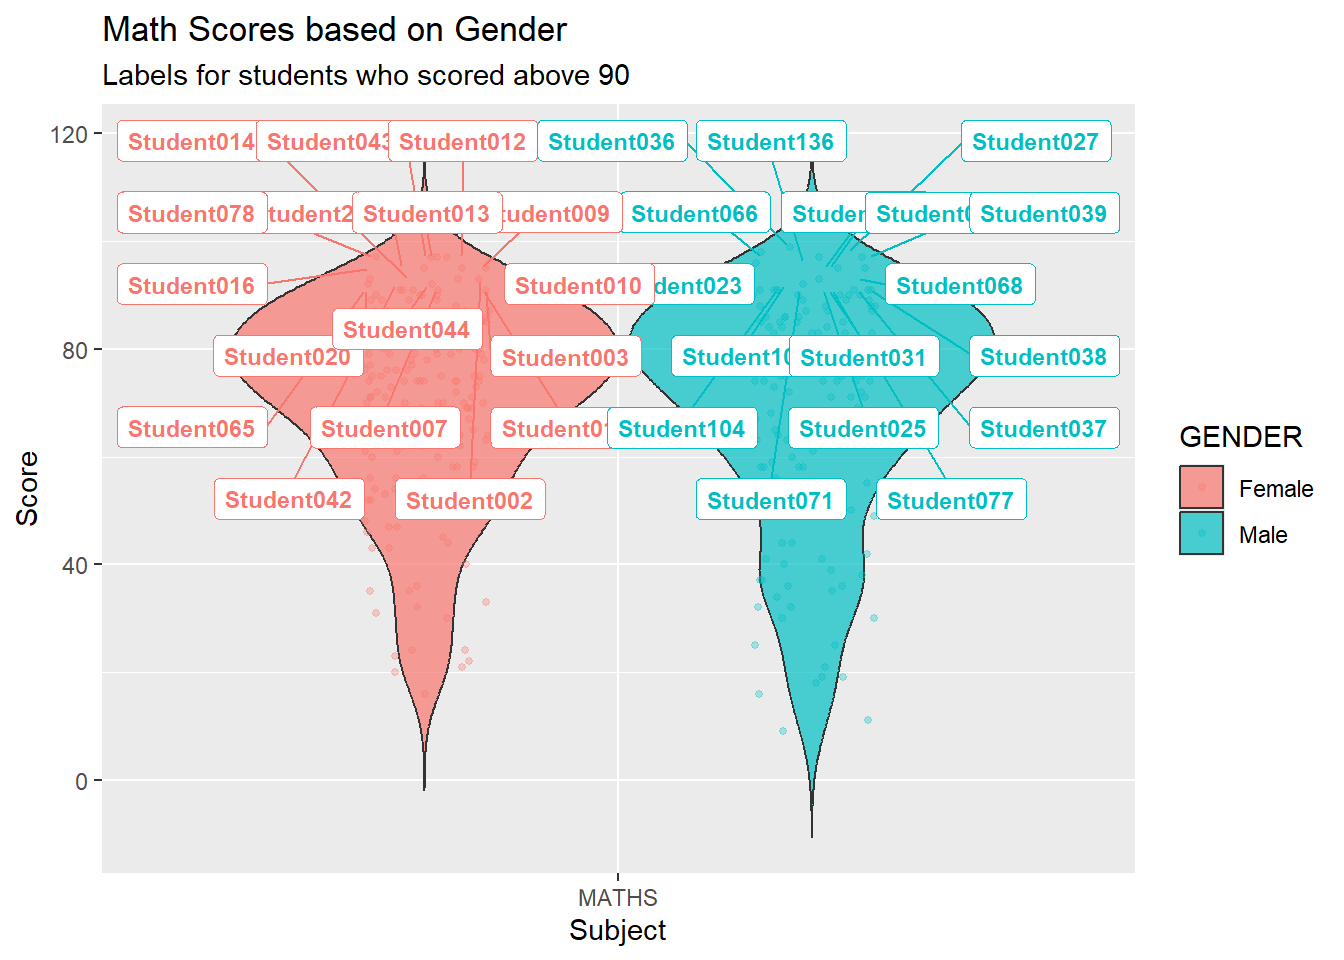 Math Scores based on Gender
Labels for students who scored above 90
120
80
40
0
Score
Student014 Student043 Student012 Student036 Student136 Student027
Student078 Student013 Student066 Student039
Student016 Student010 Student068
Student044
Student020 Student003 Student031 Student038
Student065 Student007 Student104 Student025 Student037
Student042 Student002 Student071 Student077
MATHS
Subject
GENDER
Female
Male